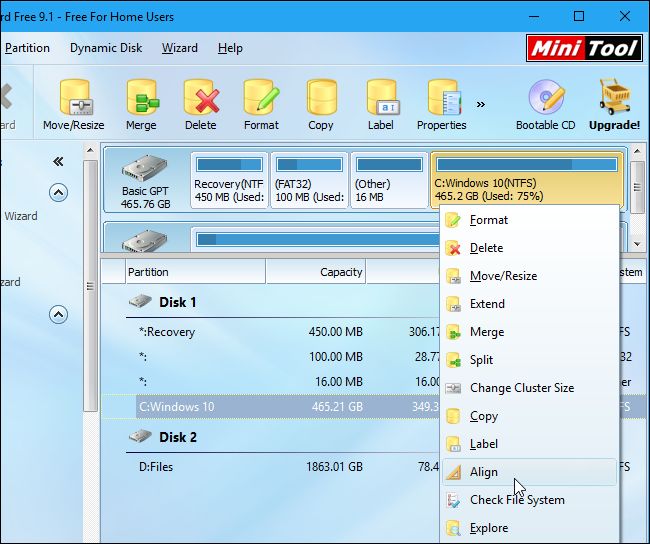 rd Free 9.1 - Free For Home Users
Partition Dynamic Disk Wizard Help
Mini Tool
ard Move/Resize Merge Delete Format Copy Label Properties » Bootable CD Upgrade!
s
Wizard
zard
Basic GPT
465.76 GB
Recovery(NTF
450 MB (Used:
(FAT32)
100 MB (Used:
(Other)
16 MB
C:Windows 10(NTFS)
465.2 GB (Used: 75%)
Partition Capacity stem
Disk 1
*:Recovery 450.00 MB 306.17 FS
*: 100.00 MB 28.77 32
*: 16.00 MB 16.00 er
C:Windows 10 465.21 GB 349.3 FS
Disk 2
D:Files 1863.01 GB 78.4 FS
Format
Delete
Move/Resize
Extend
Merge
Split
Change Cluster Size
Copy
Label
Align
Check File System
Explore